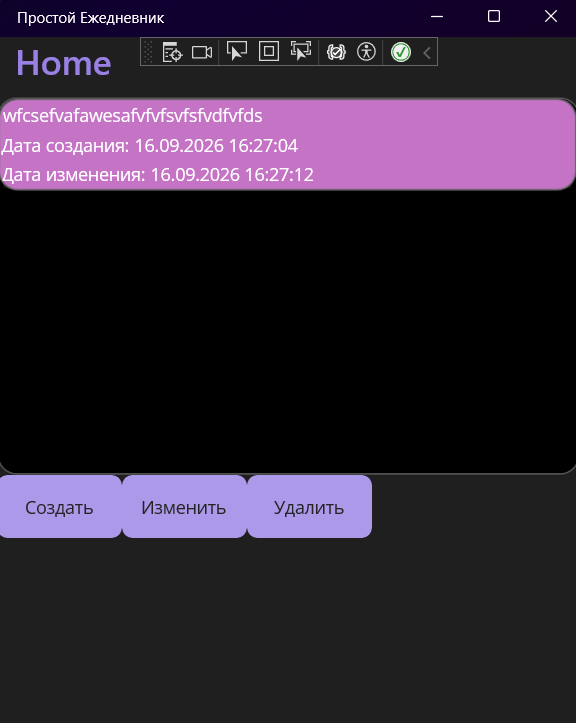 Простой Ежедневник
Home
wfcsefvafawesafvfvfsvfsfvdfvfds
Дата создания: 16.09.2026 16:27:04
Дата изменения: 16.09.2026 16:27:12
Создать
Изменить
Удалить